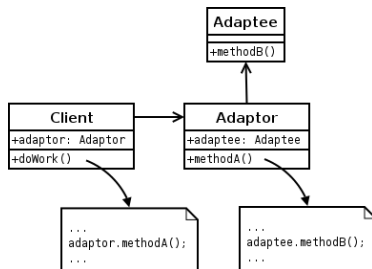 Adaptee
+methodB()
Client
+adaptor: Adaptor
+doWork()
Adaptor
+adaptee: Adaptee
+methodA()
...
adaptor.methodA();
...
...
adaptee.methodB();
...